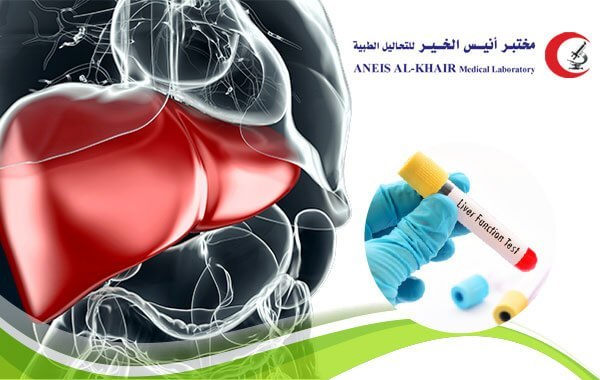 مختبر أنيس الخير للتحاليل الطبية
ANEIS AL-KHAIR Medical Laboratory
Liver Function Test